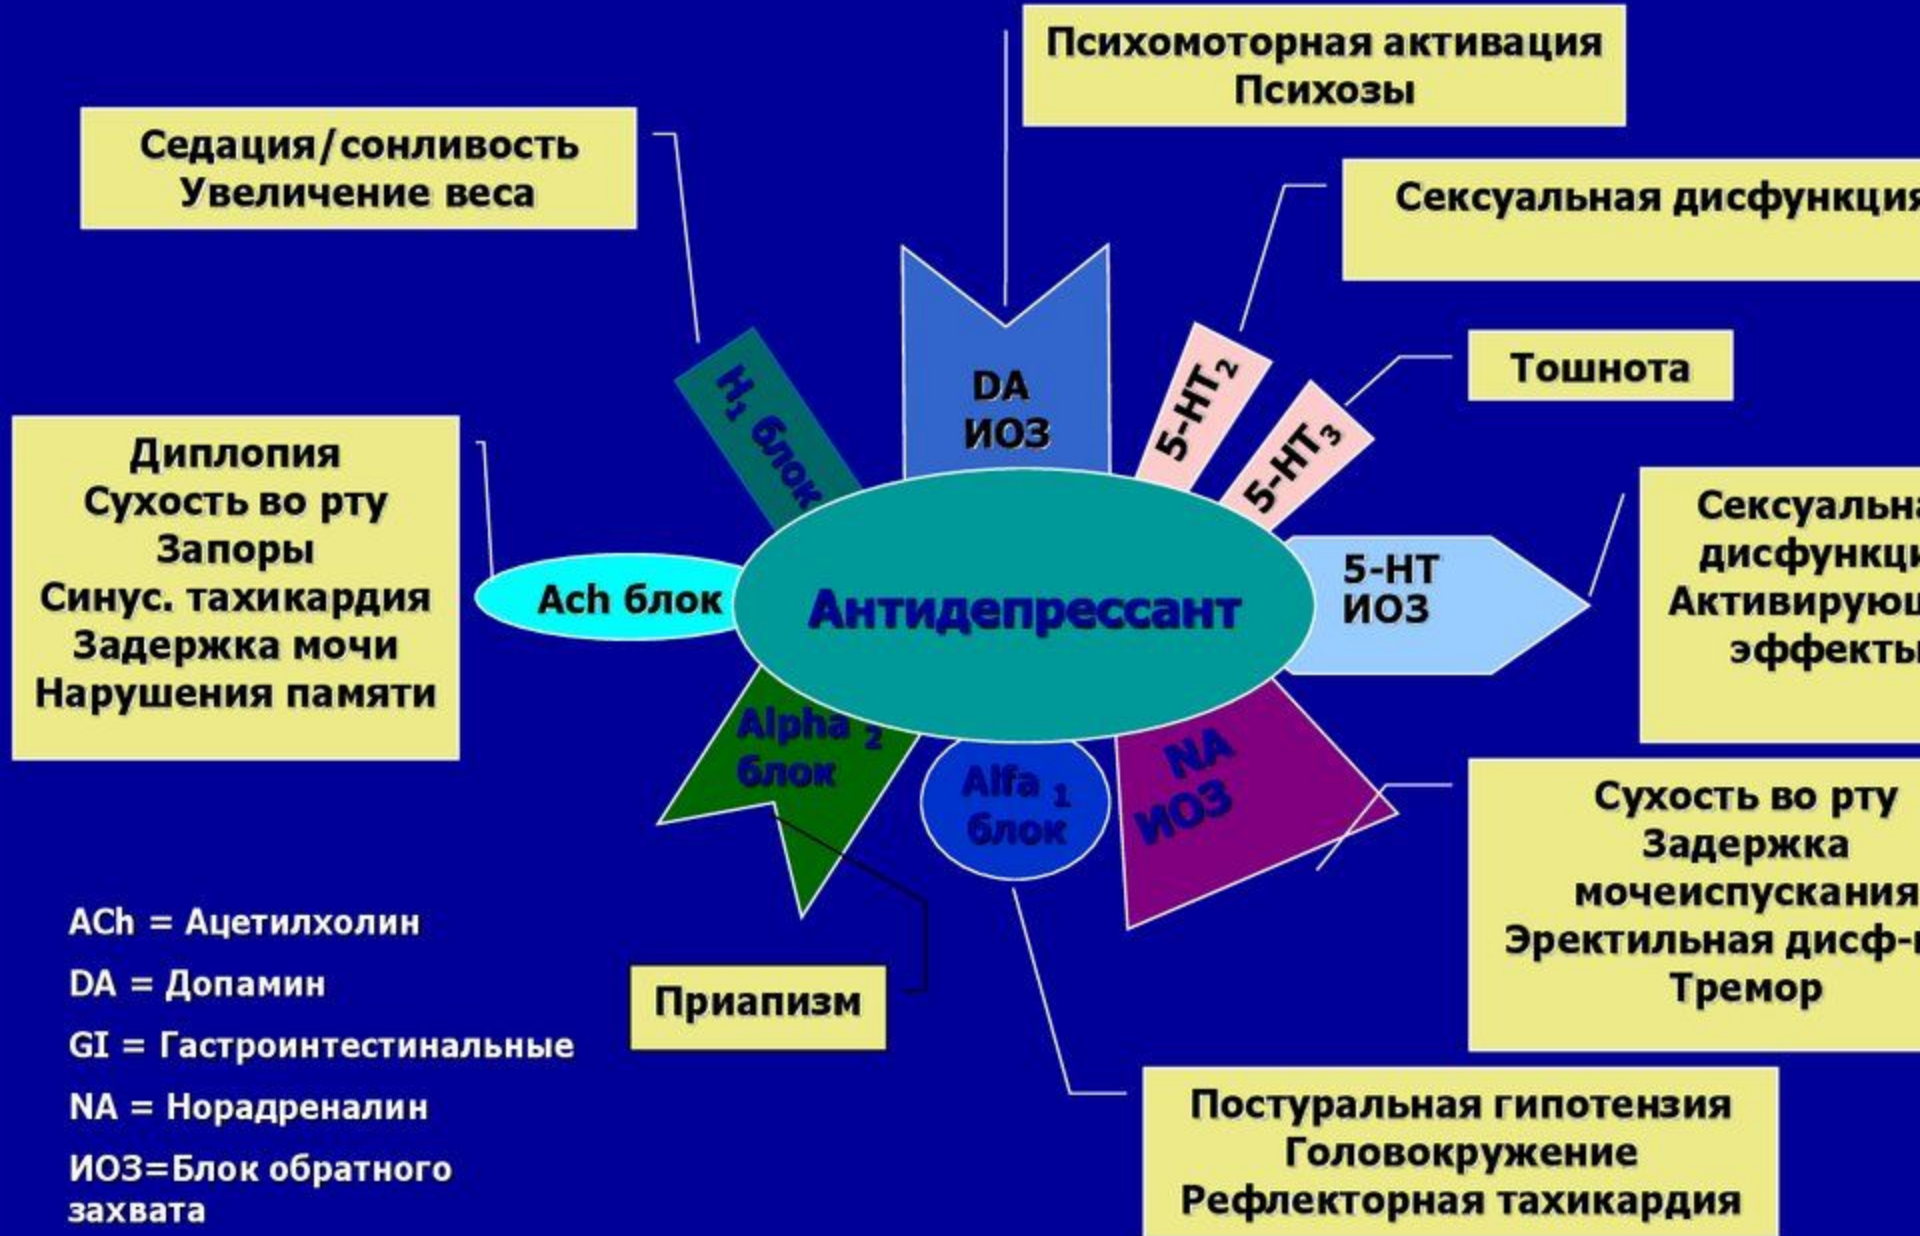 Психомоторная активация
Психозы
Седация/сонливость
Увеличение веса
Сексуальная дисфункция
Тошнота
H1 блок
DA
ИОЗ
5-HT2
5-HT3
Диплопия
Сухость во рту
Запоры
Синус. тахикардия
Задержка мочи
Нарушения памяти
Ach блок
Антидепрессант
5-HT
ИОЗ
эффекты
Alpha 2
блок
Alfa 1
блок
NA
ИОЗ
Сухость во рту
Задержка
мочеиспускания
Эректильная
Тремор
Приапизм
Постуральная гипотензия
Головокружение
Рефлекторная тахикардия
ACh = Ацетилхолин
DA = Допамин
GI = Гастроинтестинальные
NA = Норадреналин
ИОЗ=Блок обратного
захвата